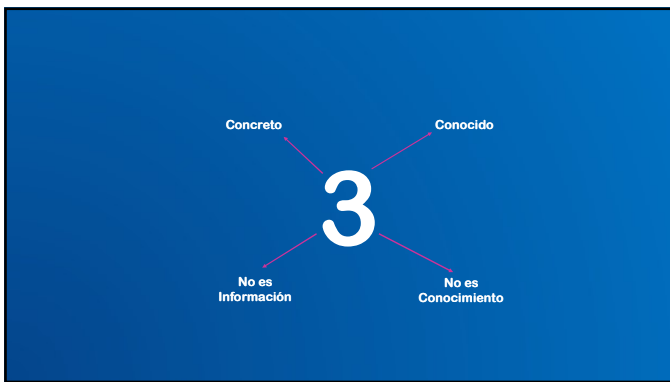 Concreto
Conocido
3
No es
Información
No es
Conocimiento